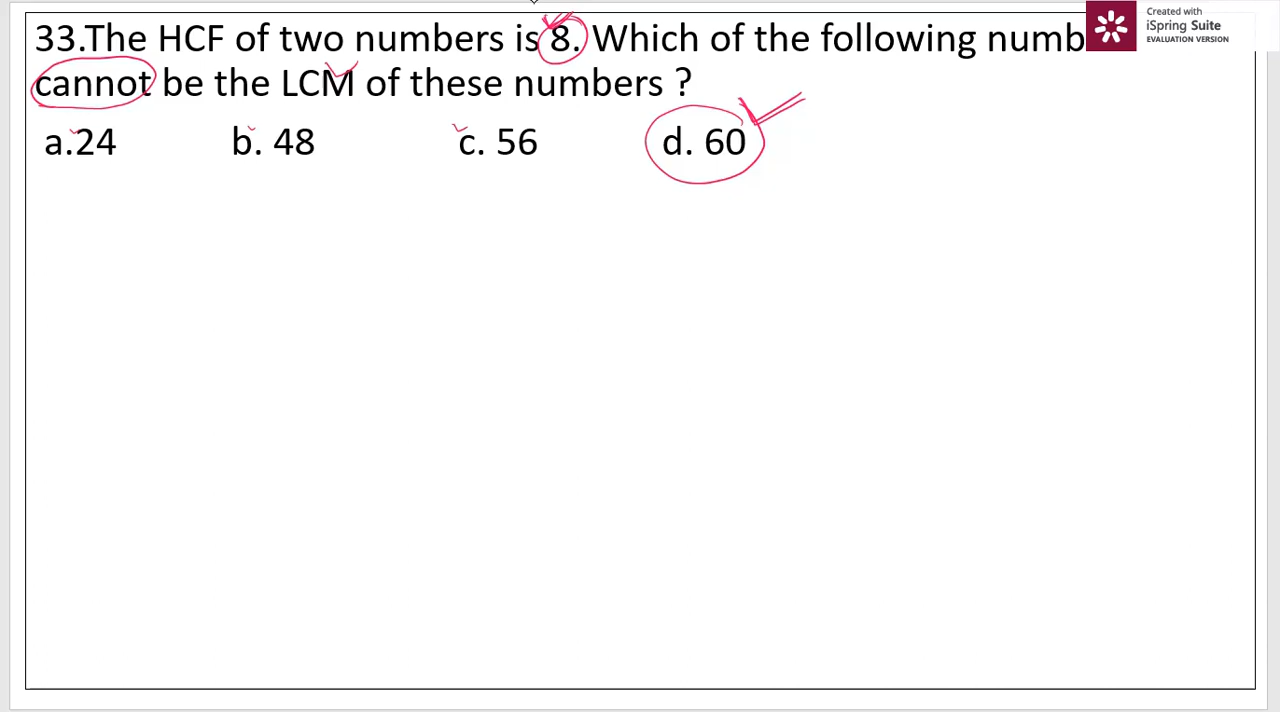 33.The HCF of two numbers is 8. Which of the following
cannot be the LCM of these numbers ?
a.24 b. 48 c. 56 d. 60
Created with
iSpring Suite
EVALUATION VERSION